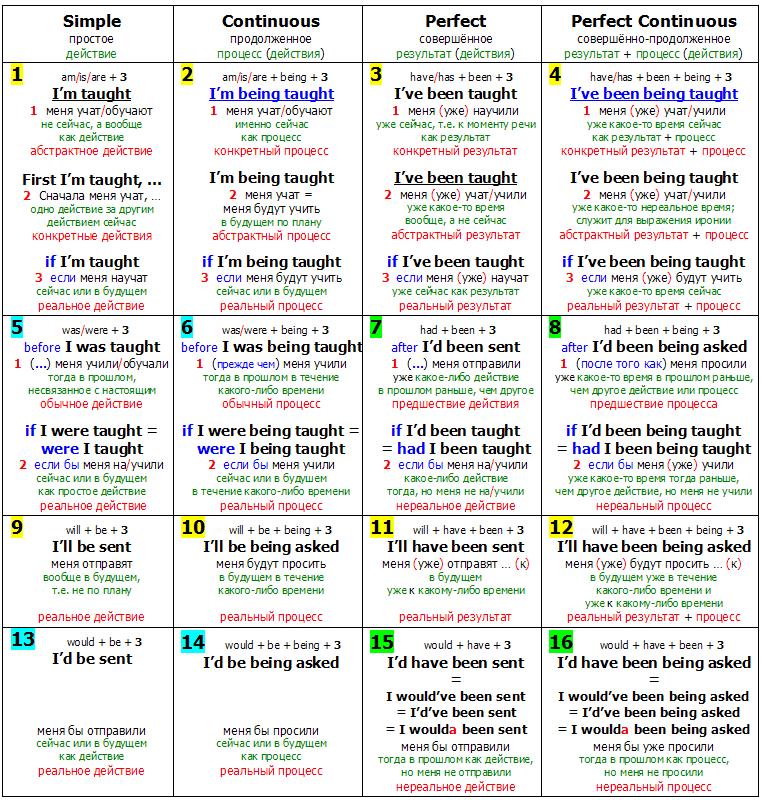 Simple
простое
действие
Continuous
продолженное
процесс (действия)
Perfect
совершённое
результат (действия)
Perfect Continuous
совершённо-продолженное
результат + процесс (действия)
1
am/is/are + 3
I'm taught
1 меня учат/обучают
не сейчас, а вообще
как действие
абстрактное действие
First I'm taught, ...
2 Сначала меня учат, ...
одно действие за другим
действием сейчас
конкретные действия
if I'm taught
3 если меня научат
сейчас или в будущем
реальное действие
2
am/is/are + being + 3
I'm being taught
1 меня учат/обучают
именно сейчас
как процесс
конкретный процесс
I'm being taught
2 меня учат =
меня будут учить
в будущем по плану
абстрактный процесс
if I'm being taught
3 если меня будут учить
сейчас или в будущем
реальный процесс
3
have/has + been + 3
I've been taught
1 меня (уже) научили
уже сейчас, т.е. к моменту речи
как результат
конкретный результат
I've been taught
2 меня (уже) учат/учили
уже какое-то время
вообще, а не сейчас
абстрактный результат
if I've been taught
3 если меня (уже) научат
уже сейчас как результат
реальный результат
4
have/has + been + being + 3
I've been being taught
1 меня (уже) учат/учили
уже какое-то время сейчас
как результат + процесс
конкретный результат + процесс
I've been being taught
2 меня (уже) учат/учили
уже какое-то нереальное время;
служит для выражения иронии
абстрактный результат + процесс
if I've been being taught
3 если меня (уже) будут учить
уже какое-то время сейчас
реальный результат + процесс
5
was/were + 3
before I was taught
1 (...) меня учили/обучали
тогда в прошлом,
несвязанное с настоящим
обычное действие
if I were taught =
were I taught
2 если бы меня на/учили
сейчас или в будущем
как простое действие
реальное действие
6
was/were + being + 3
before I was being taught
1 (прежде чем) меня учили
тогда в прошлом в течение
какого-либо времени
обычный процесс
if I were being taught =
were I being taught
2 если бы меня учили
сейчас или в будушем
в течение какого-либо времени
реальный процесс
7
had + been + 3
after I'd been sent
1 (...) меня отправили
уже какое-либо действие
в прошлом раньше, чем другое
предшествие действия
if I'd been taught
= had I been taught
2 если бы меня на/учили
какое-либо действие
тогда, но меня не на/учили
нереальное действие
8
had + been + being + 3
after I'd been being asked
1 (после того как) меня просили
уже какое-то время в прошлом раньше,
чем другое действие или процесс
предшествие процесса
if I'd been being taught
= had I been being taught
2 если бы меня (уже) учили
уже какое-то время тогда раньше,
чем другое действие, но меня не учили
нереальный процесс
9
will + be + 3
I'll be sent
меня отправят
вообще в будущем,
т.е. не по плану
реальное действие
10
will + be + being + 3
I'll be being asked
меня будут просить
в будущем в течение
какого-либо времени
реальный процесс
11
will + have + been + 3
I'll have been sent
меня (уже) отправят ... (к)
в будущем
уже к какому-либо времени
реальный результат
12
will + have + been + being + 3
I'll have been being asked
меня (уже) будут просить ... (к)
в будущем уже в течение
какого-либо времени и
уже к какому-либо времени
реальный результат + процесс
13
would + be + 3
I'd be sent
меня бы отправили
сейчас или в будущем
как действие
реальное действие
14
would + be + being + 3
I'd be being asked
меня бы просили
сейчас или в будущем
как процесс
реальный процесс
15
would + have + 3
I'd have been sent
=
I would've been sent
= I'd've been sent
= I woulda been sent
меня бы отправили
тогда в прошлом как действие,
но меня не отправили
нереальное действие
16
would + have + been + 3
I'd have been being asked
=
I would've been being asked
= I'd've been being asked
= I woulda been being asked
меня бы уже просили
тогда в прошлом как процесс,
но меня не просили
нереальный процесс